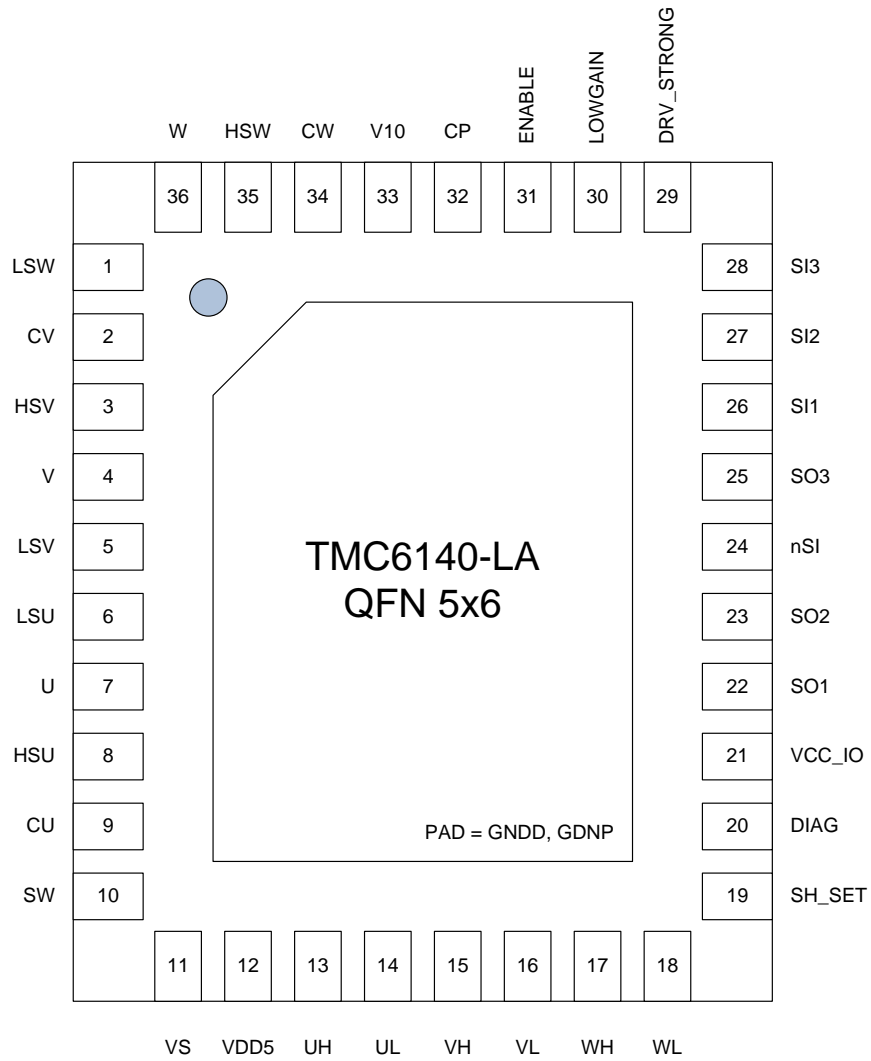 ENABLE
LOWGAIN
DRV_STRONG
W HSW CW V10 CP
36 35 34 33 32 31 30 29
LSW 1 28 SI3
CV 2 27 SI2
HSV 3 26 SI1
V 4 25 SO3
LSV 5 24 nSI
LSU 6 23 SO2
U 7 22 SO1
HSU 8 21 VCC_IO
CU 9 20 DIAG
SW 10 19 SH_SET
TMC6140-LA
QFN 5x6
PAD = GNDD, GDNP
11 12 13 14 15 16 17 18
VS VDD5 UH UL VH VL WH WL